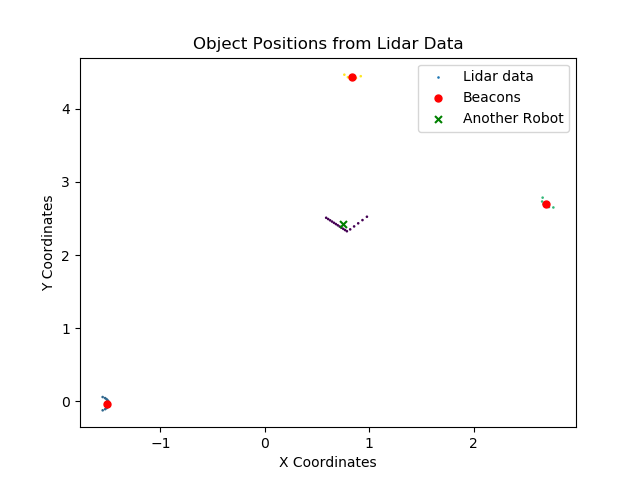 Object Positions from Lidar Data
Lidar data
Beacons
Another Robot
Y Coordinates
4
3
2
1
0
−1 0 1 2
X Coordinates